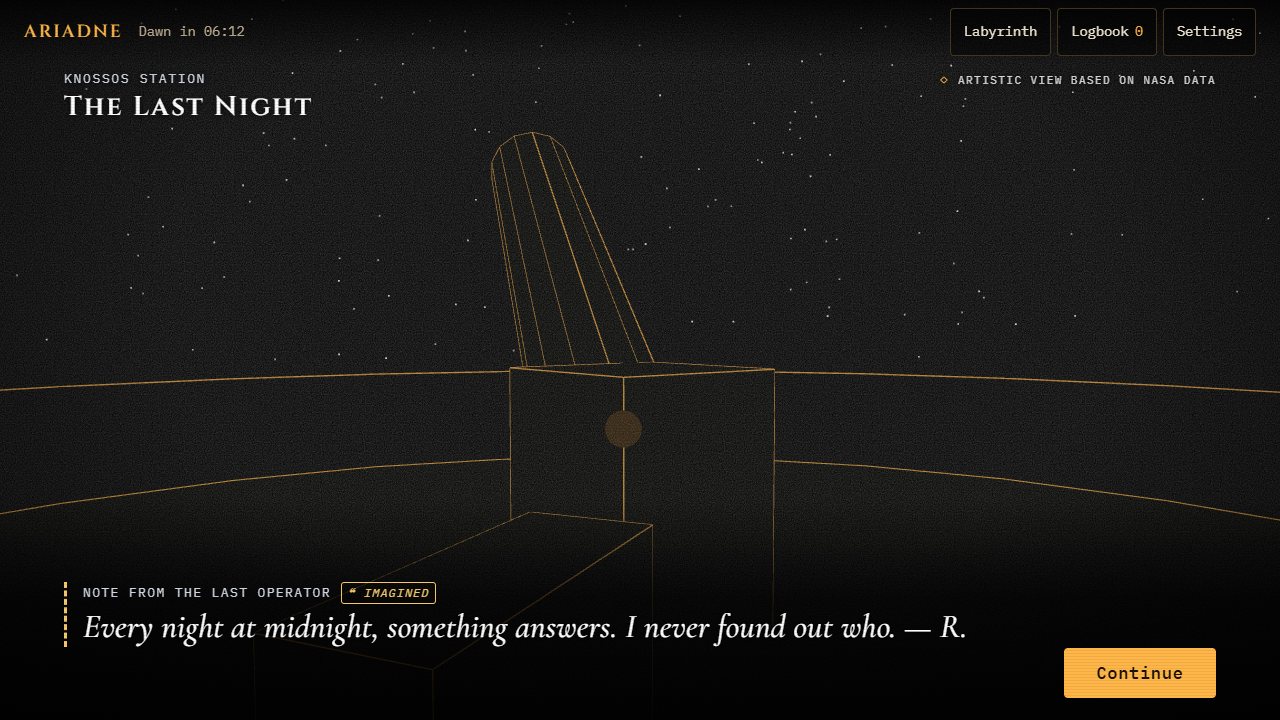 ARIADNE Dawn in 06:12
Labyrinth Logbook 0 Settings
KNOSSOS STATION
The Last Night
◇ ARTISTIC VIEW BASED ON NASA DATA
NOTE FROM THE LAST OPERATOR ❝ IMAGINED
Every night at midnight, something answers. I never found out who. — R.
Continue